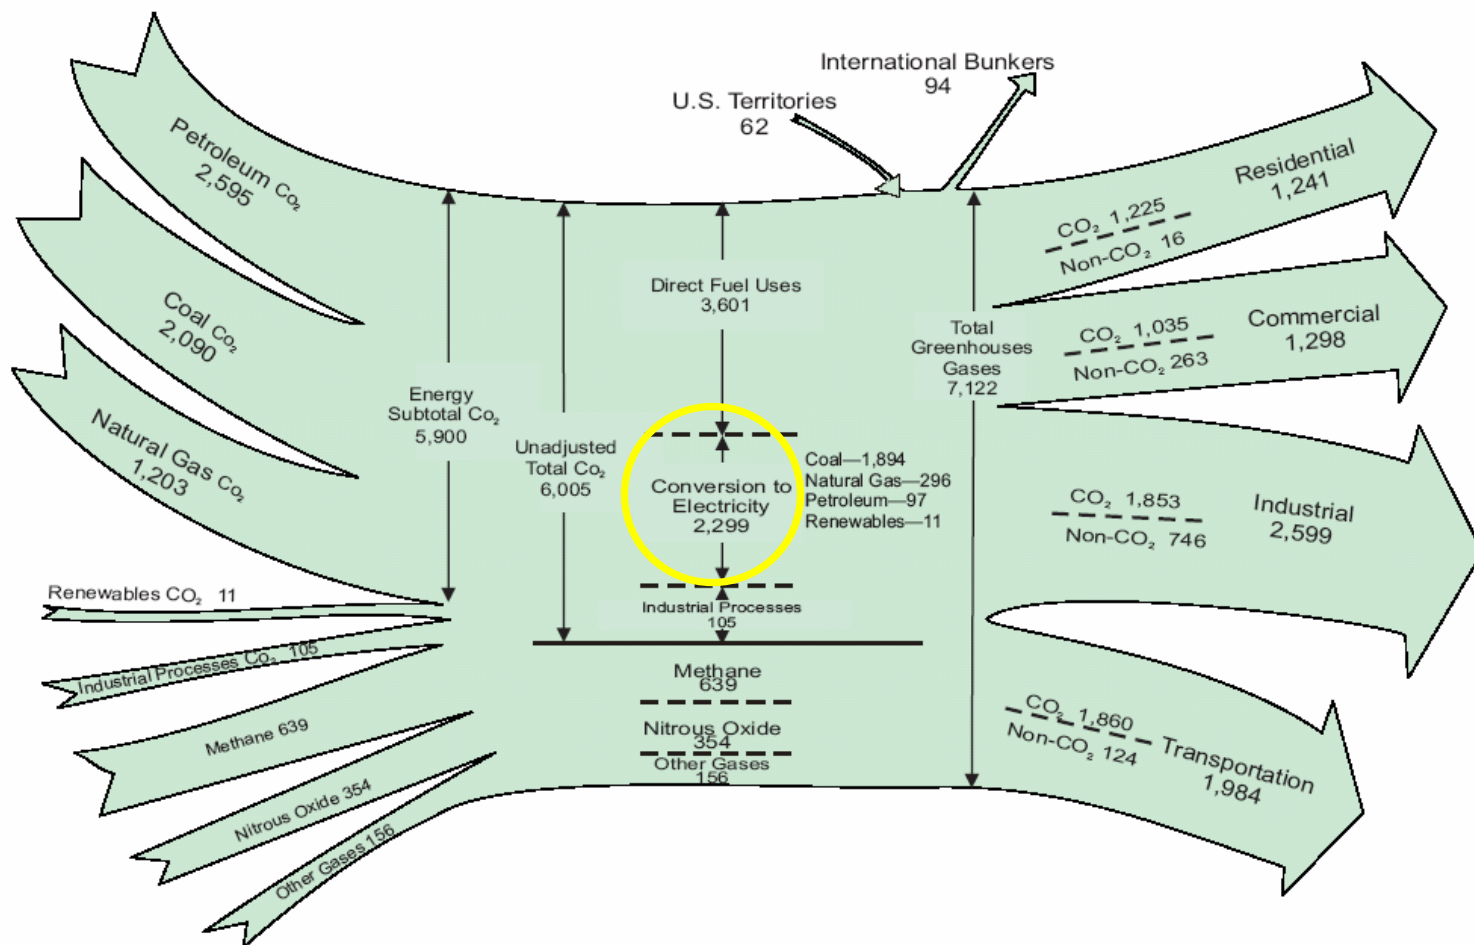 International Bunkers
94
U.S. Territories
62
Petroleum Co₂
2,595
Coal Co₂
2,090
Natural Gas Co₂
1,203
Renewables CO₂ 11
Industrial Processes Co₂ 105
Methane 639
Nitrous Oxide 354
Other Gases 156
Energy
Subtotal Co₂
5,900
Unadjusted
Total Co₂
6,005
Direct Fuel Uses
3,601
Conversion to
Electricity
2,299
Coal—1,894
Natural Gas—296
Petroleum—97
Renewables—11
Industrial Processes
105
Methane
639
Nitrous Oxide
354
Other Gases
156
Total
Greenhouses
Gases
7,122
Residential
1,241
CO₂ 1,225
Non-CO₂ 16
Commercial
1,298
CO₂ 1,035
Non-CO₂ 263
Industrial
2,599
CO₂ 1,853
Non-CO₂ 746
Transportation
1,984
CO₂ 1,860
Non-CO₂ 124